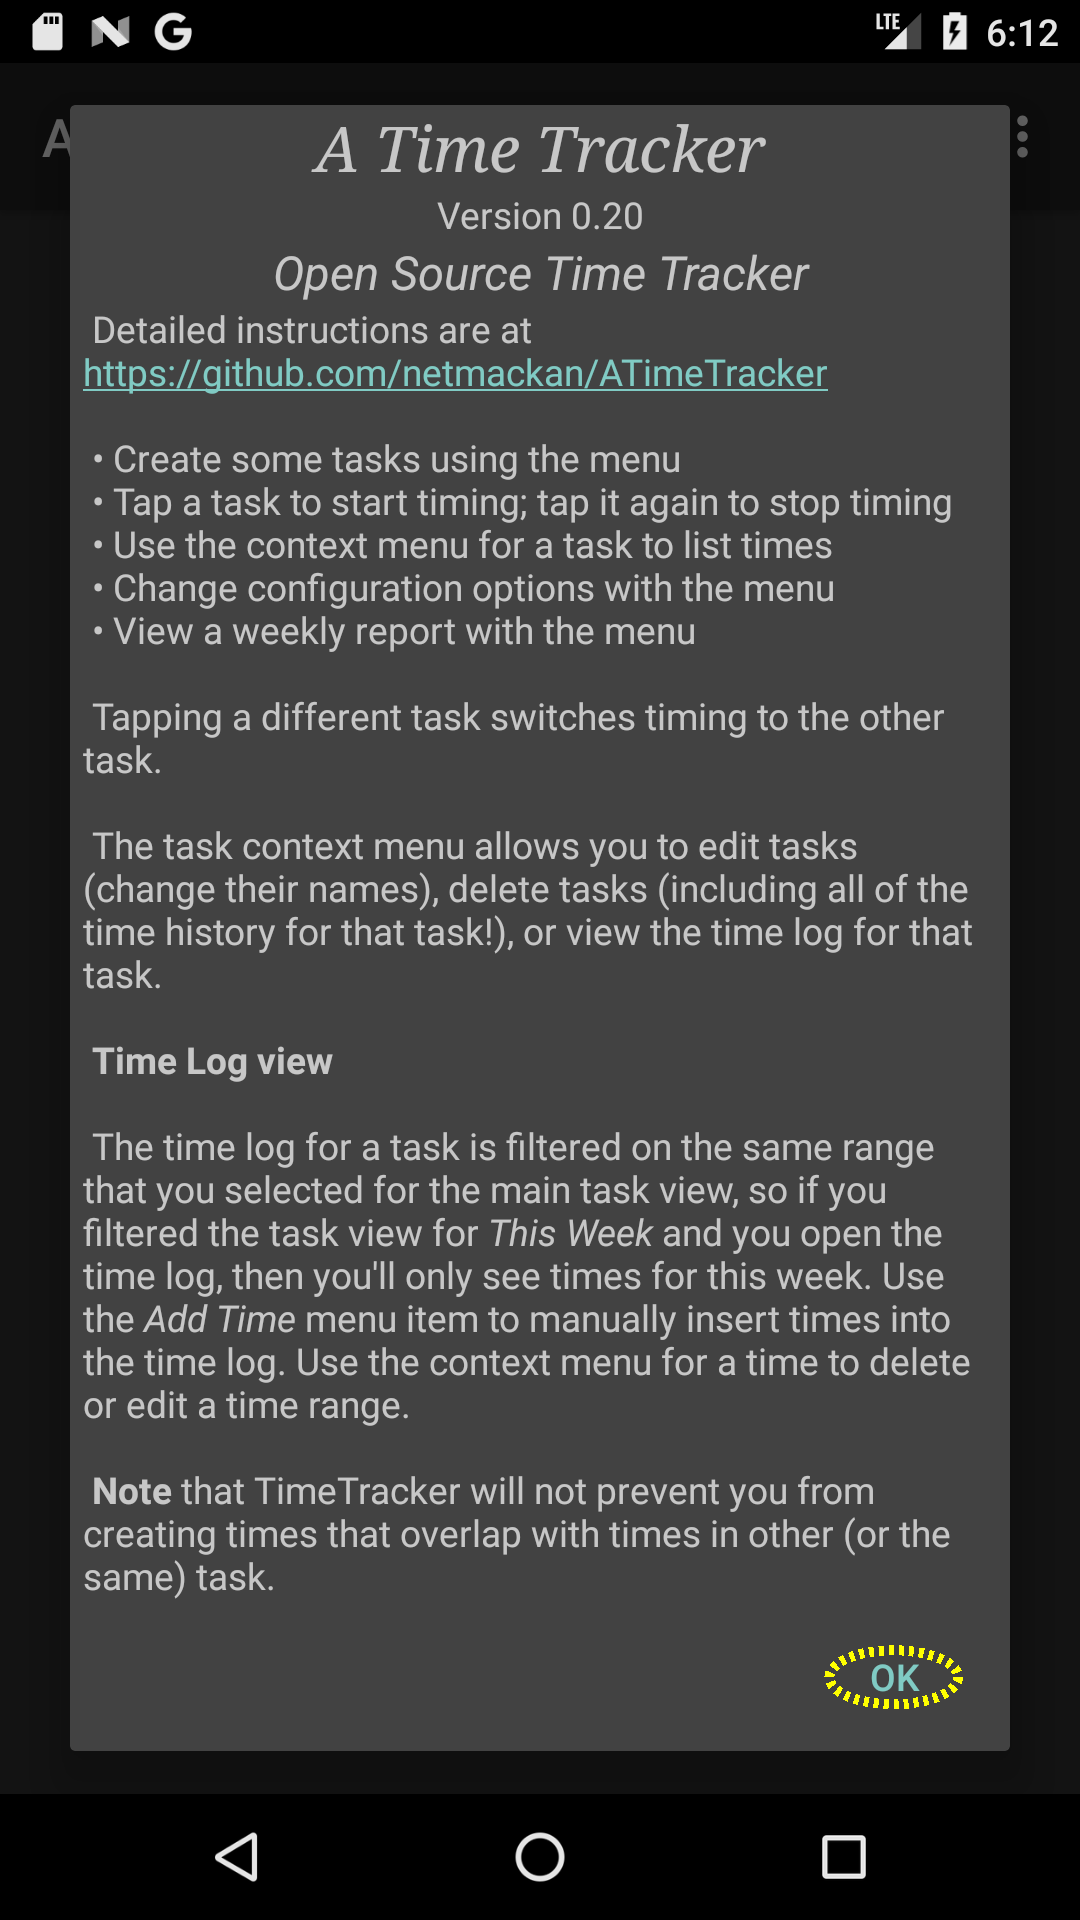 LTE 6:12
A
A Time Tracker
Version 0.20
Open Source Time Tracker
Detailed instructions are at
https://github.com/netmackan/ATimeTracker
• Create some tasks using the menu
• Tap a task to start timing; tap it again to stop timing
• Use the context menu for a task to list times
• Change configuration options with the menu
• View a weekly report with the menu
Tapping a different task switches timing to the other
task.
The task context menu allows you to edit tasks
(change their names), delete tasks (including all of the
time history for that task!), or view the time log for that
task.
Time Log view
The time log for a task is filtered on the same range
that you selected for the main task view, so if you
filtered the task view for This Week and you open the
time log, then you'll only see times for this week. Use
the Add Time menu item to manually insert times into
the time log. Use the context menu for a time to delete
or edit a time range.
Note that TimeTracker will not prevent you from
creating times that overlap with times in other (or the
same) task.
OK